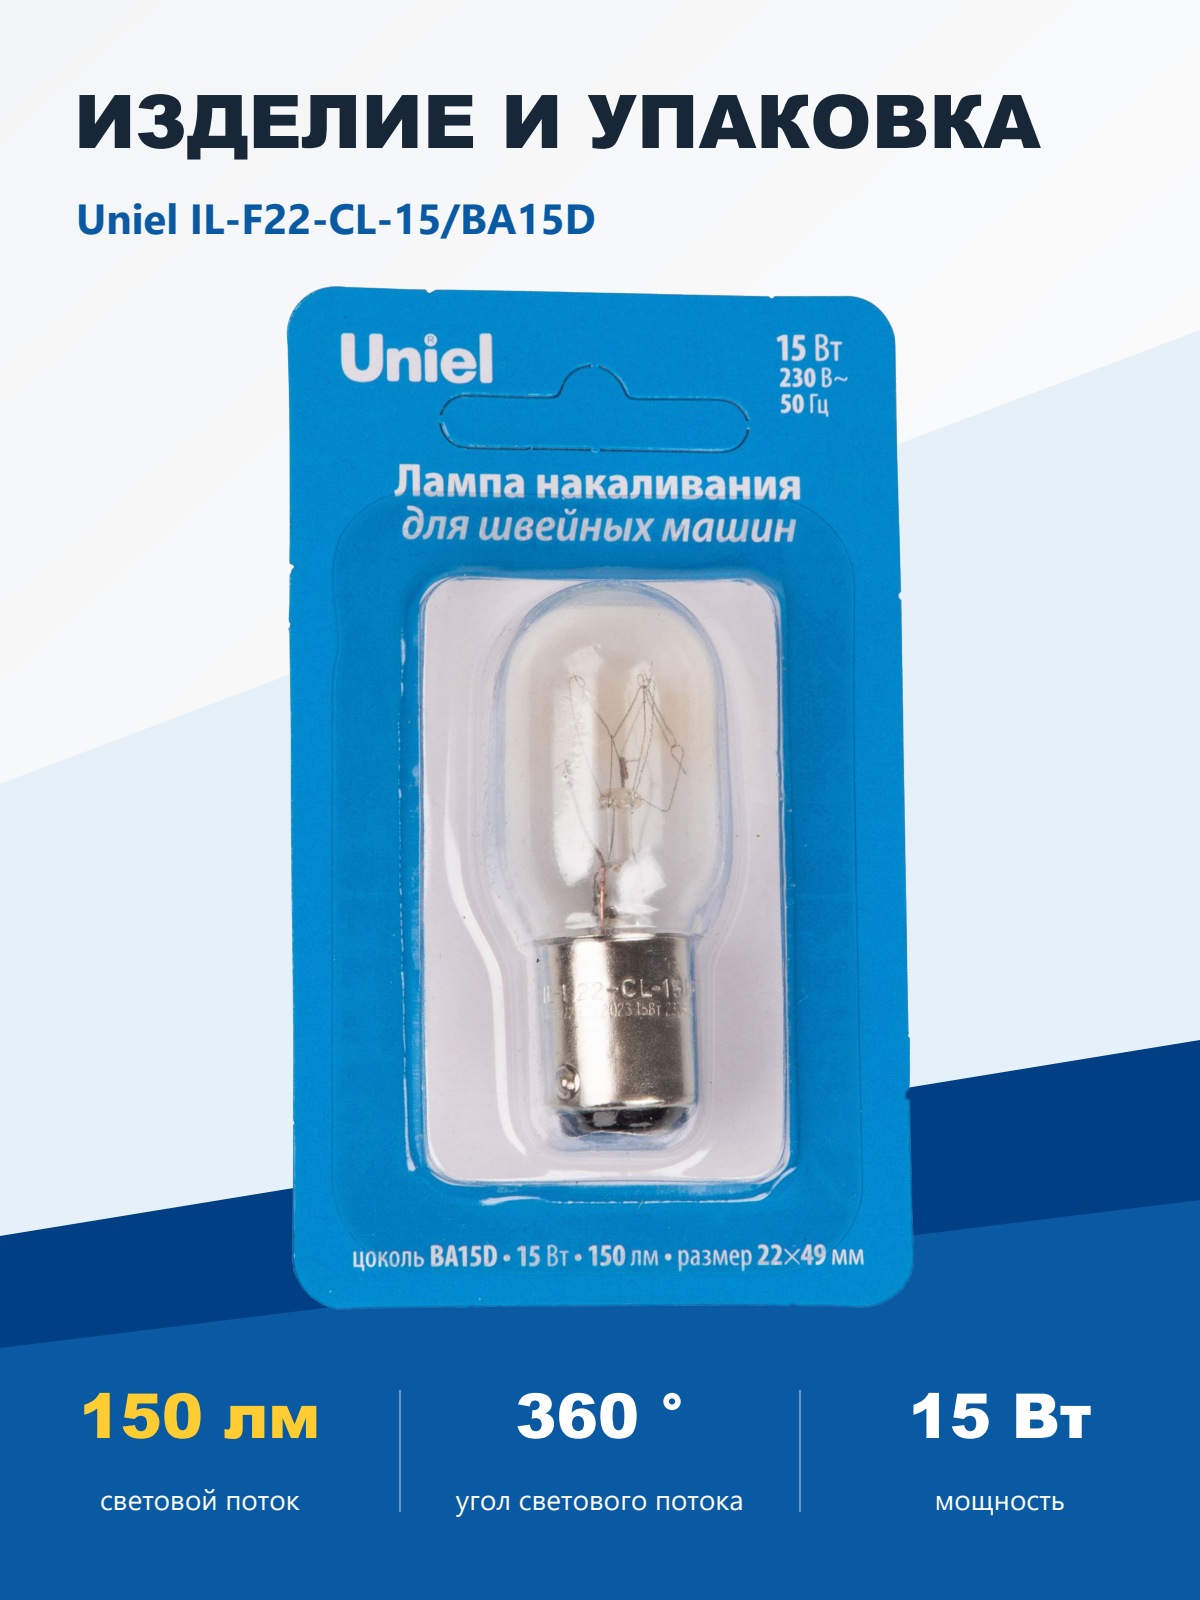 ИЗДЕЛИЕ И УПАКОВКА
Uniel IL-F22-CL-15/BA15D
Uniel®
15 Вт
230 В~
50 Гц
Лампа накаливания
для швейных машин
22-CL-15
2023 15Вт
цоколь BA15D • 15 Вт • 150 лм • размер 22×49 мм
150 лм
360 °
15 Вт
световой поток
угол светового потока
мощность